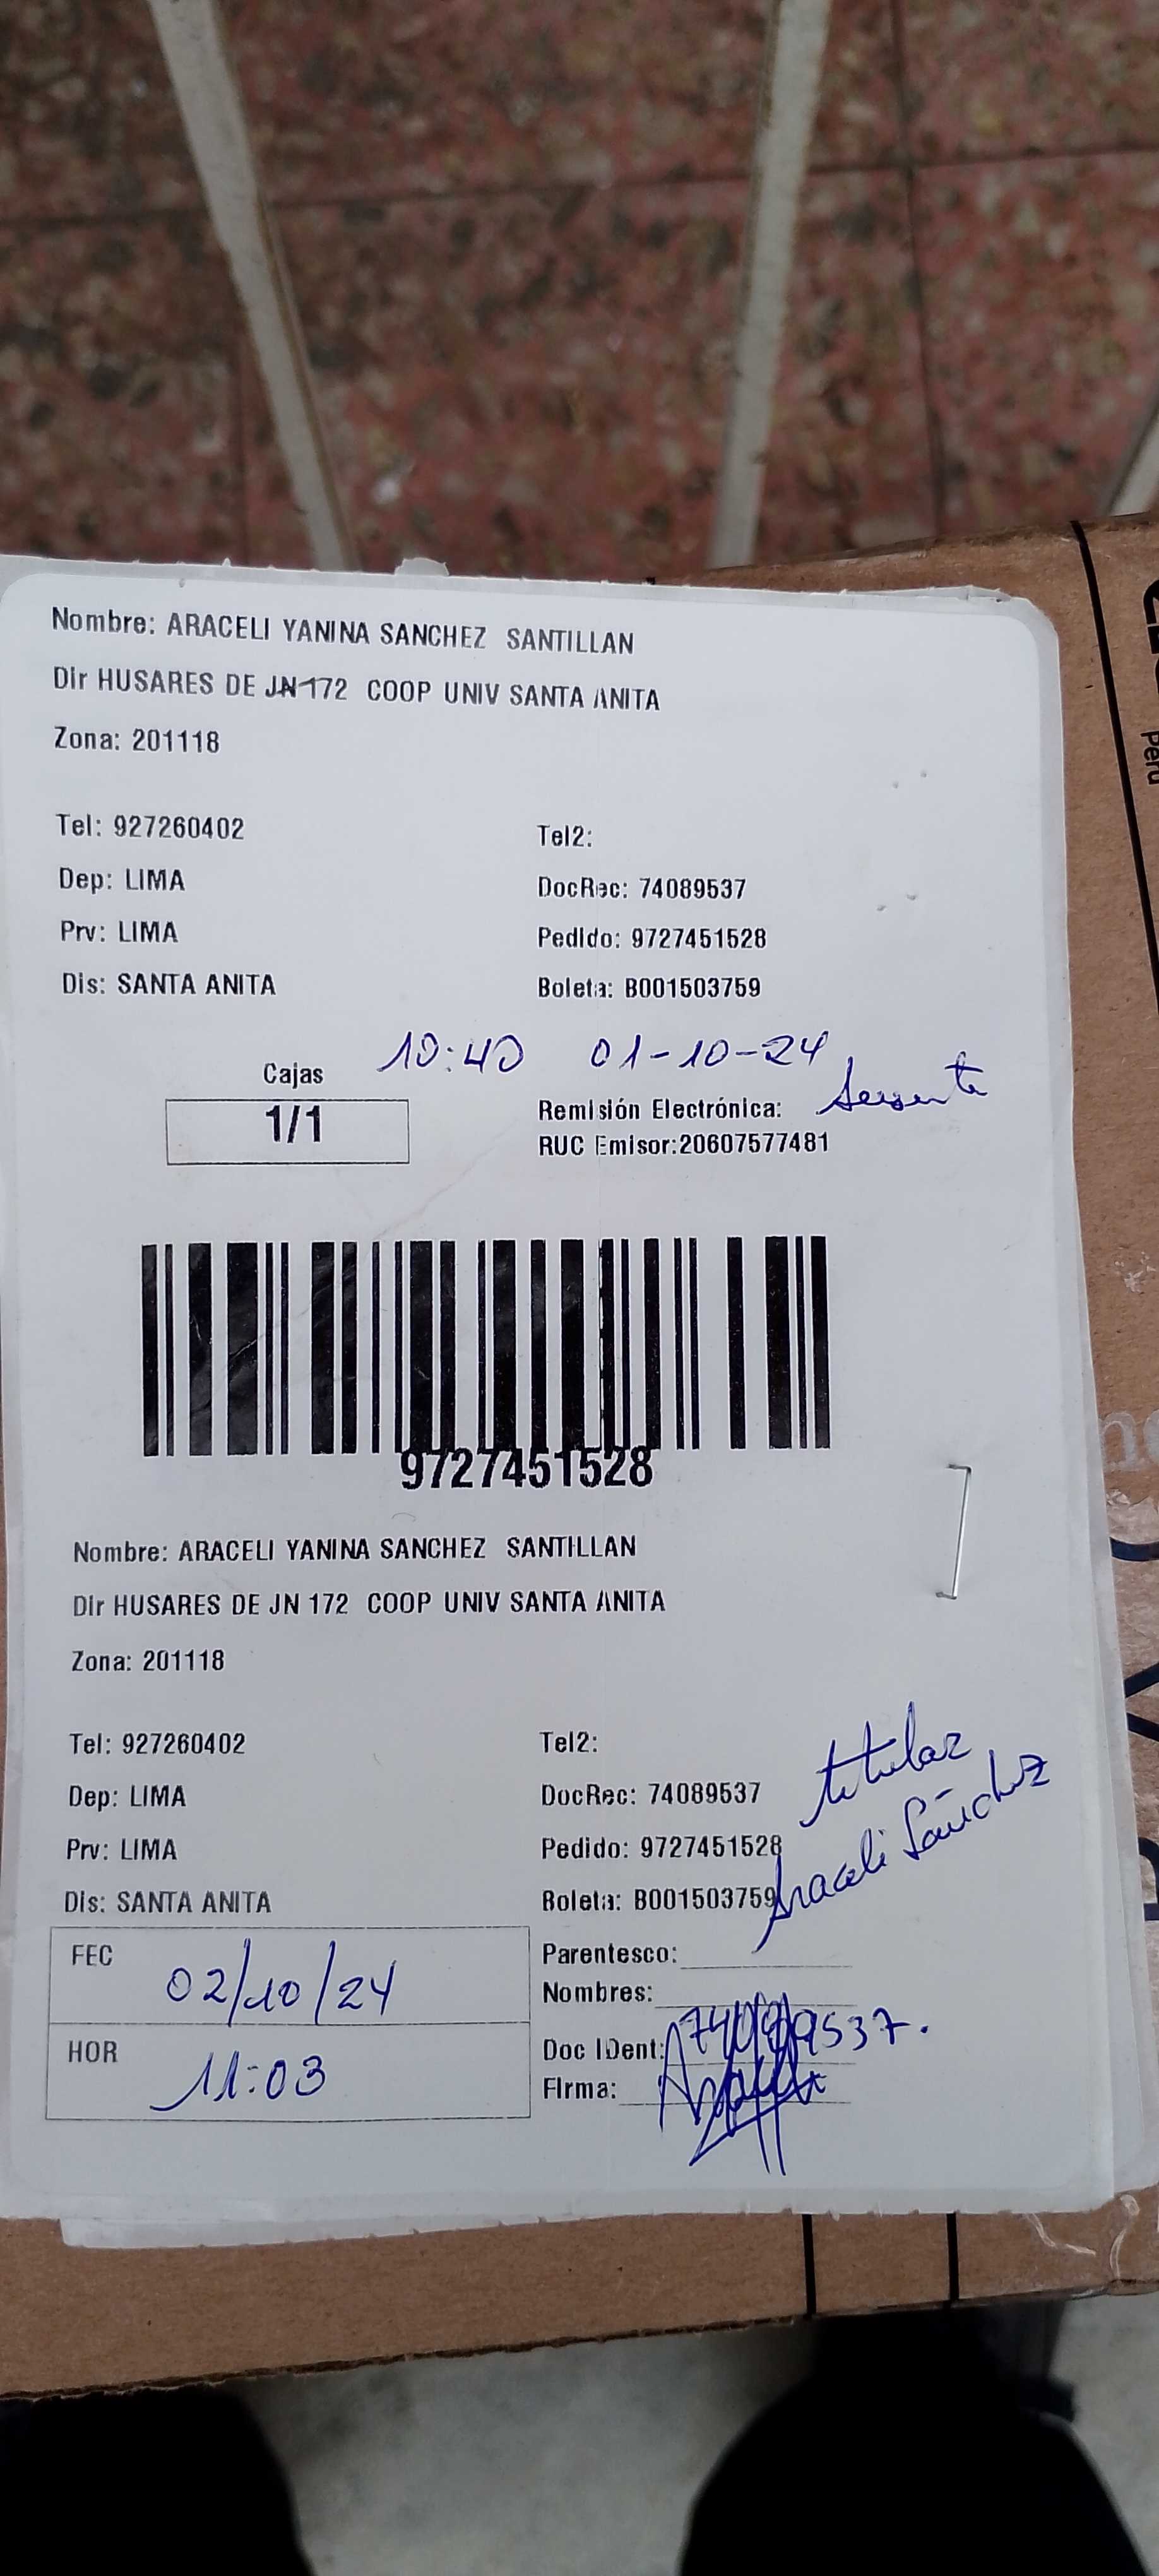 Nombre: ARACELI YANINA SANCHEZ SANTILLAN
Dir HUSARES DE JN 172 COOP UNIV SANTA ANITA
Zona: 201118
Tel: 927260402 Tel2:
Dep: LIMA DocRec: 74089537
Prv: LIMA Pedido: 9727451528
Dis: SANTA ANITA Boleta: B001503759
10:40 01-10-24
Cajas
1/1
Remisión Electrónica:
RUC Emisor:20607577481
9727451528
Nombre: ARACELI YANINA SANCHEZ SANTILLAN
Dir HUSARES DE JN 172 COOP UNIV SANTA ANITA
Zona: 201118
Tel: 927260402 Tel2:
Dep: LIMA DocRec: 74089537
Prv: LIMA Pedido: 9727451528
Dis: SANTA ANITA Boleta: B001503759
titular
Araceli Sánchez
FEC 02/10/24
HOR 11:03
Parentesco:
Nombres:
Doc IDent: 74089537.
Firma:
Perú